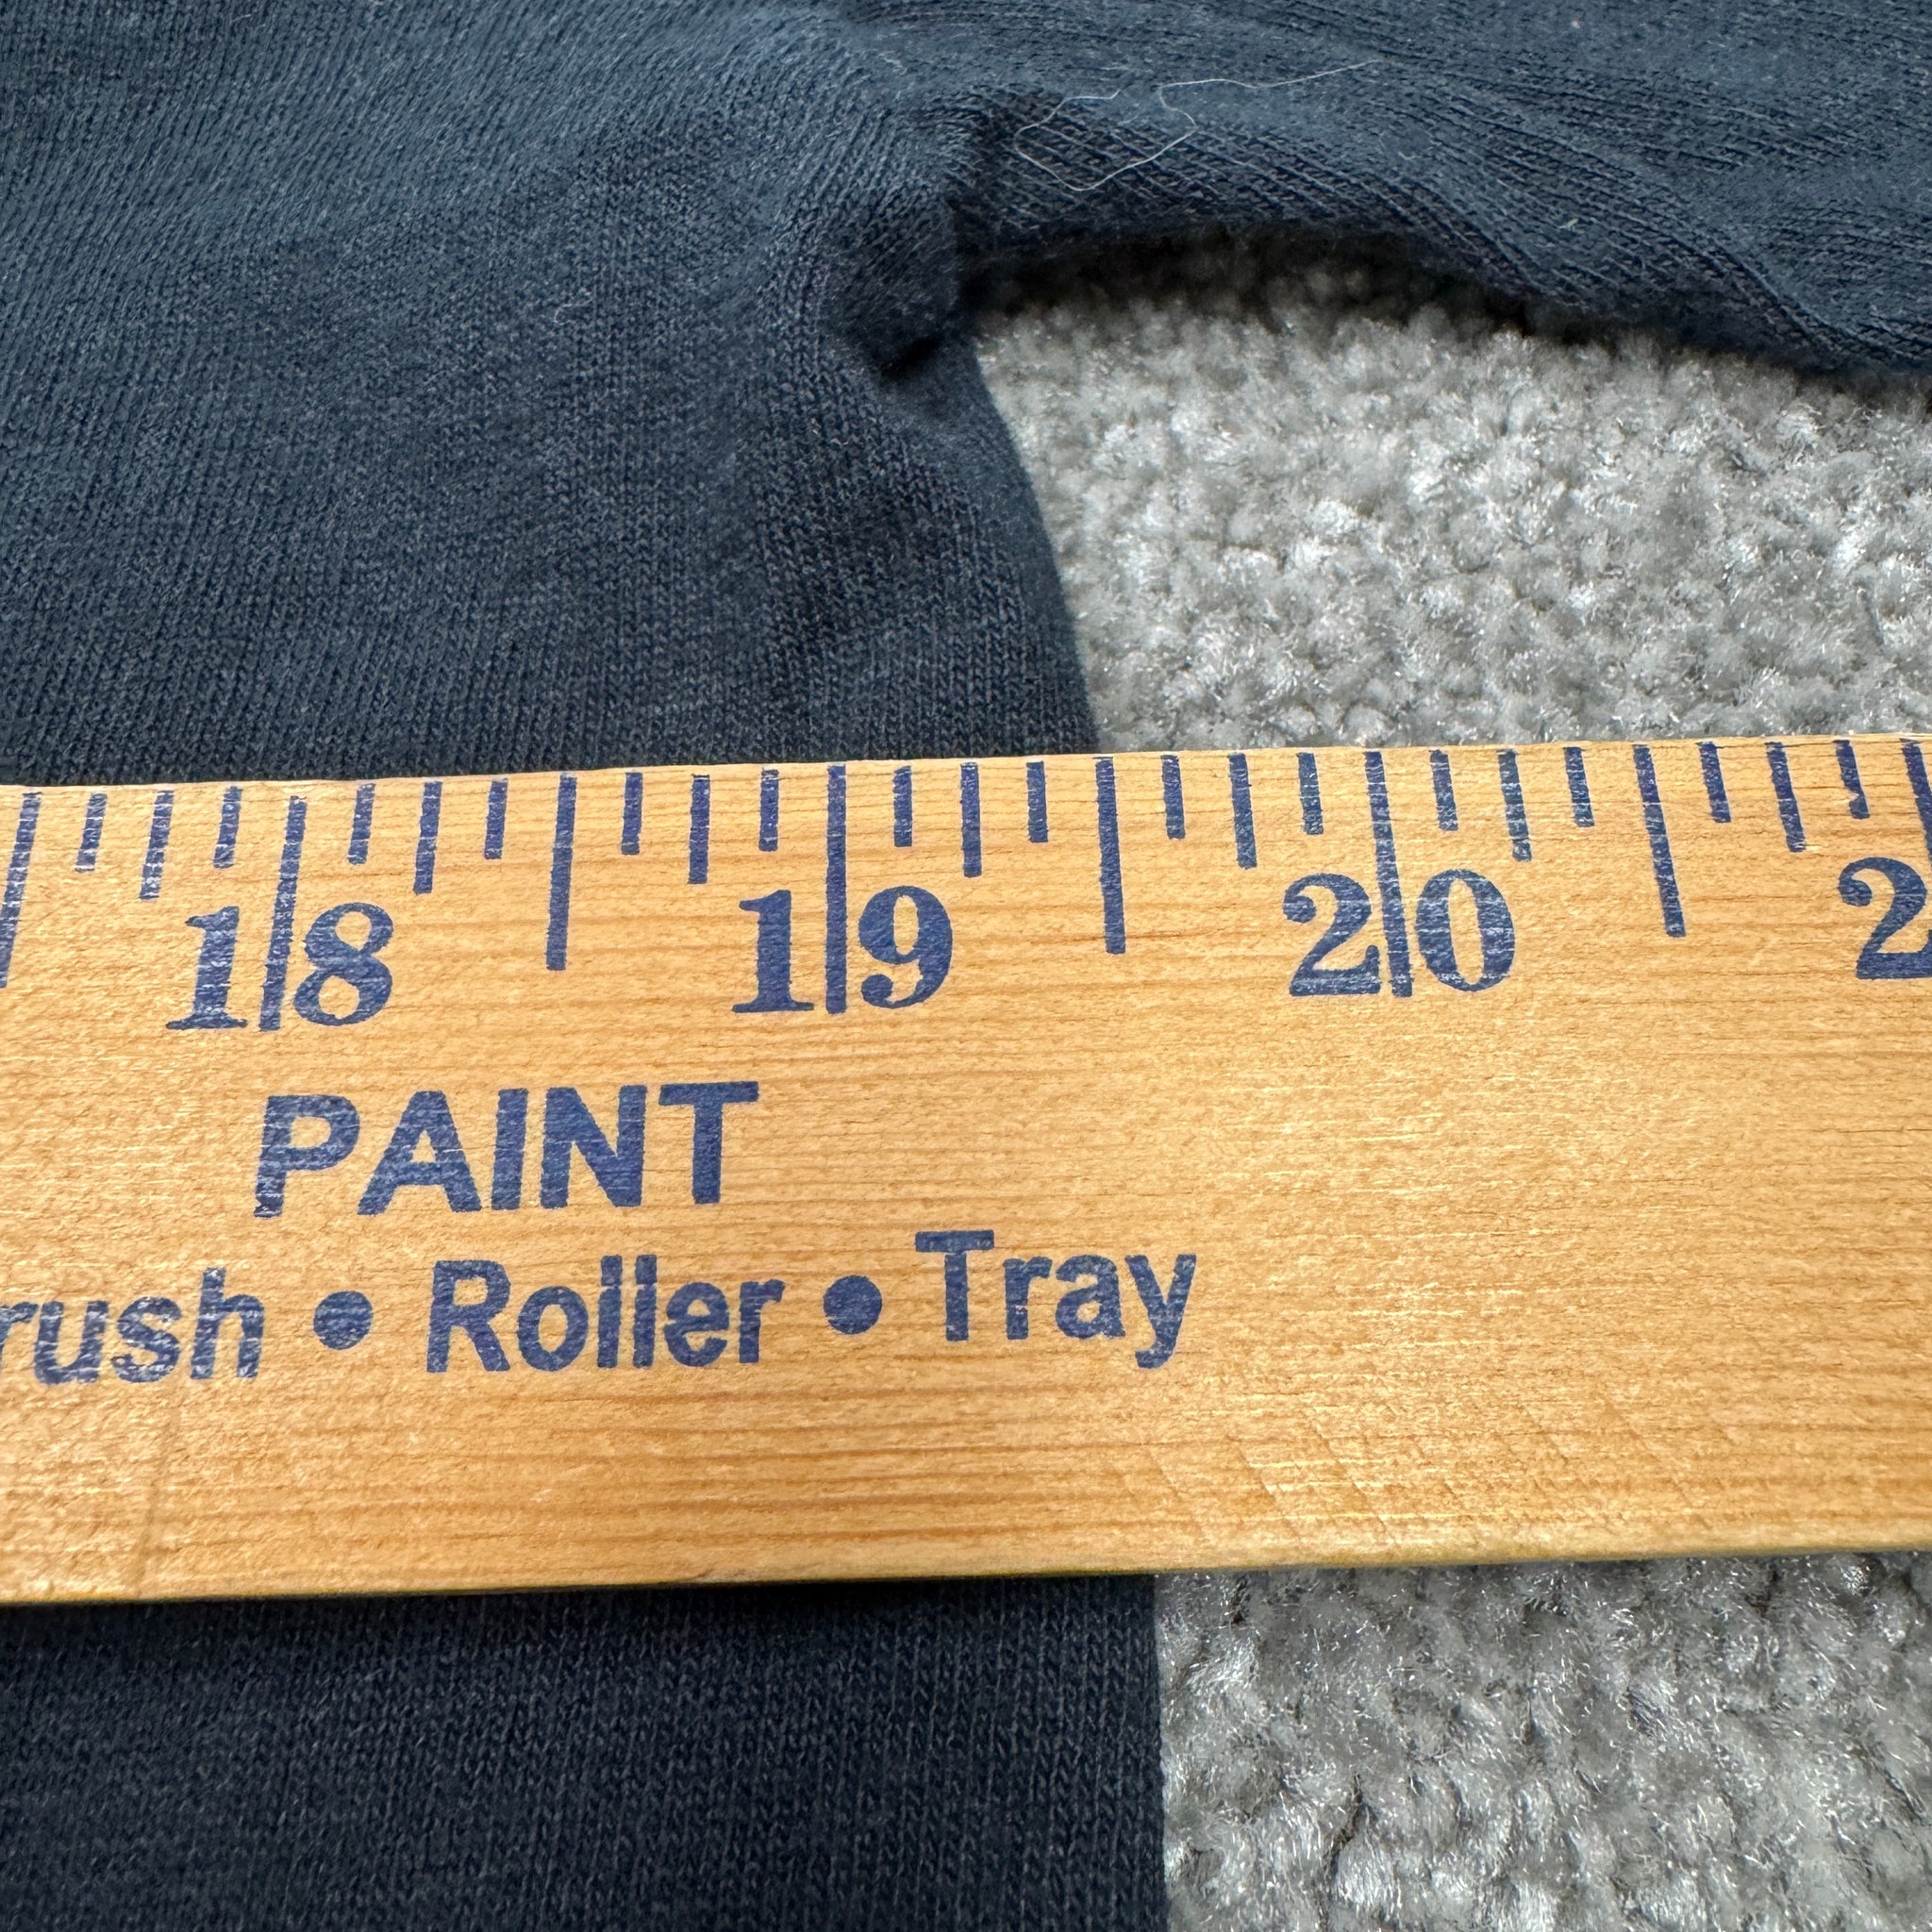 18 19 20 2
PAINT
rush • Roller • Tray